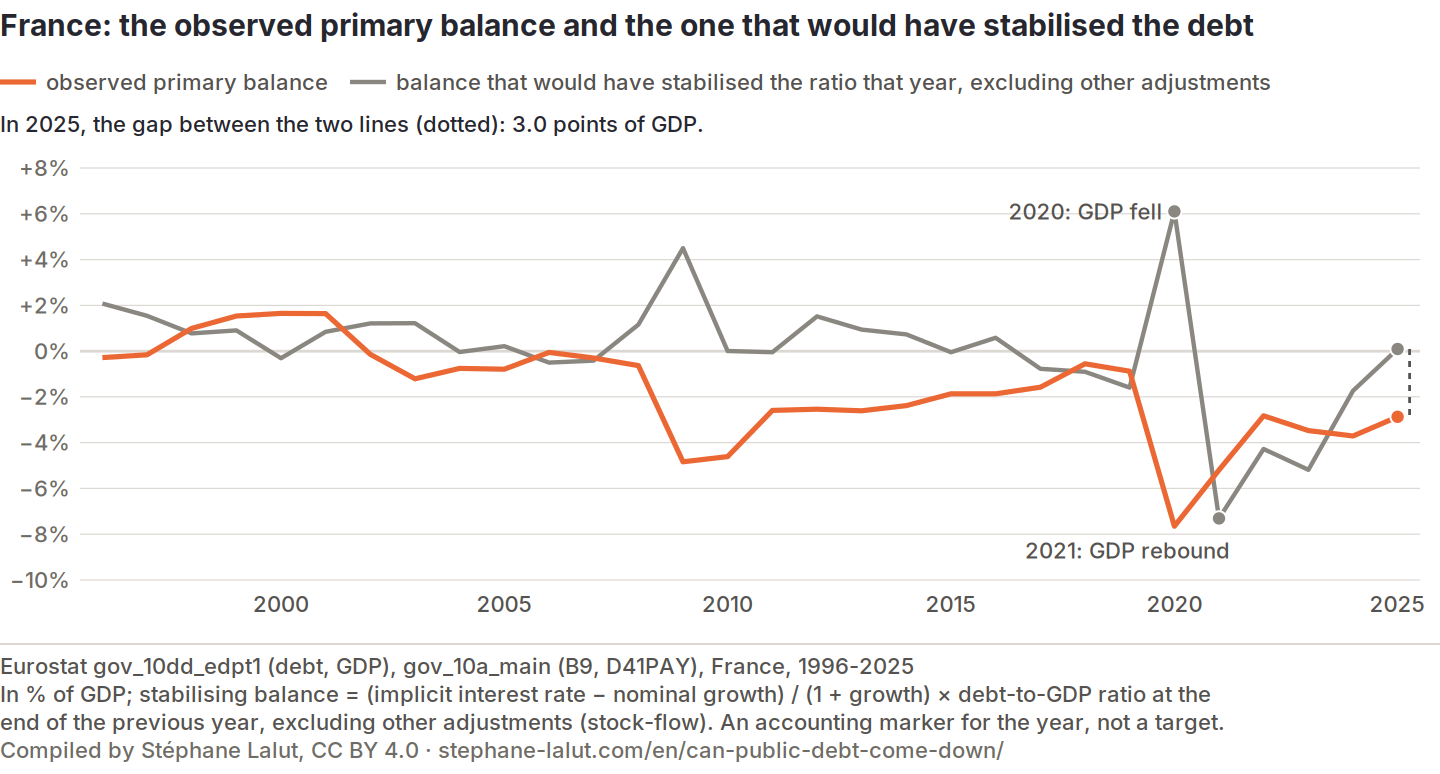 France: the observed primary balance and the one that would have stabilised the debt
observed primary balance
balance that would have stabilised the ratio that year, excluding other adjustments
In 2025, the gap between the two lines (dotted): 3.0 points of GDP.
+8%
+6%
+4%
+2%
0%
−2%
−4%
−6%
−8%
−10%
2020: GDP fell
2021: GDP rebound
2000 2005 2010 2015 2020 2025
Eurostat gov_10dd_edpt1 (debt, GDP), gov_10a_main (B9, D41PAY), France, 1996-2025
In % of GDP; stabilising balance = (implicit interest rate − nominal growth) / (1 + growth) × debt-to-GDP ratio at the
end of the previous year, excluding other adjustments (stock-flow). An accounting marker for the year, not a target.
Compiled by Stéphane Lalut, CC BY 4.0 · stephane-lalut.com/en/can-public-debt-come-down/